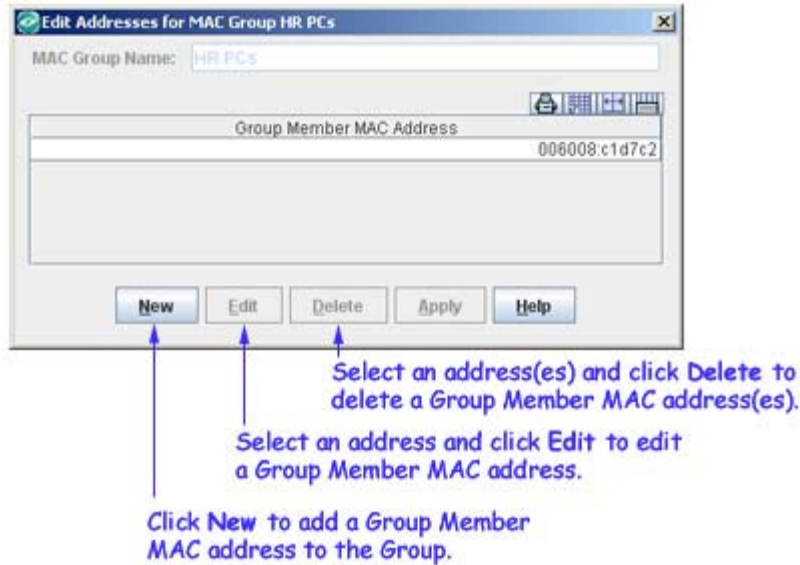 Edit Addresses for MAC Group HR PCs
MAC Group Name: HR PCs
Group Member MAC Address
006008:c1d7c2
New Edit Delete Apply Help
Select an address(es) and click Delete to
delete a Group Member MAC address(es).
Select an address and click Edit to edit
a Group Member MAC address.
Click New to add a Group Member
MAC address to the Group.